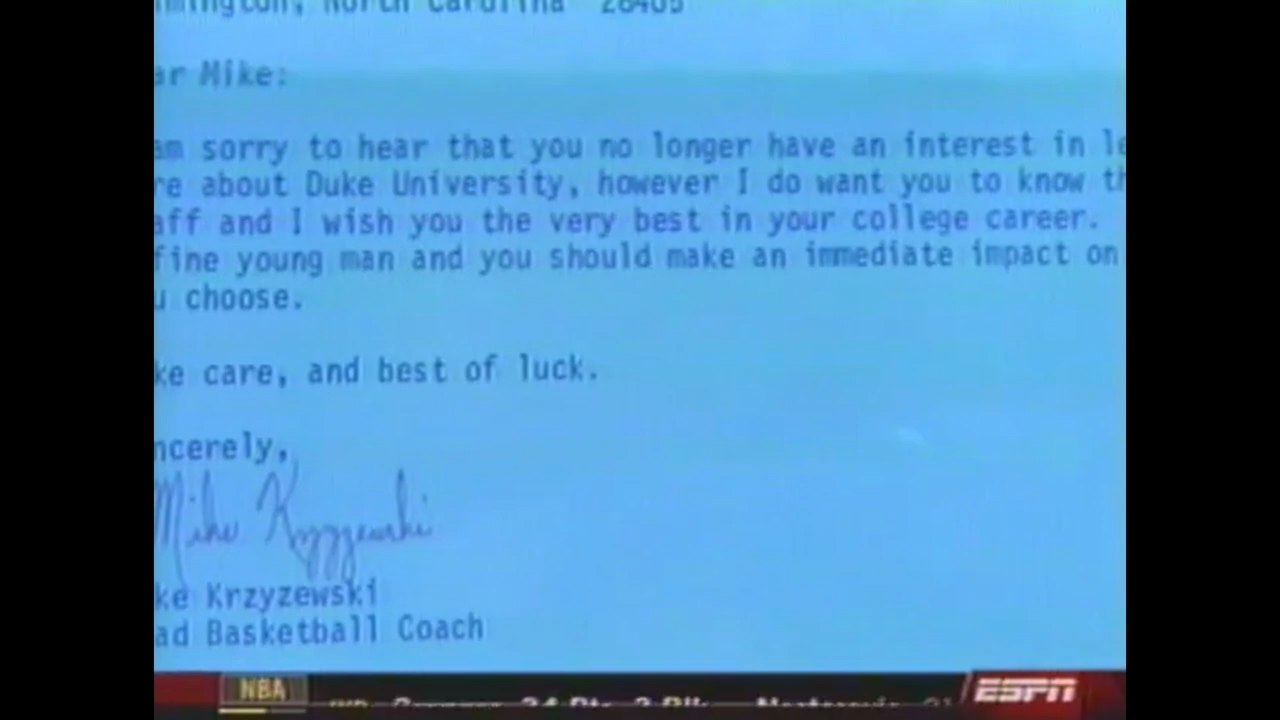 mington, North Carolina 28405
ar Mike:
am sorry to hear that you no longer have an interest in le
re about Duke University, however I do want you to know th
aff and I wish you the very best in your college career.
fine young man and you should make an immediate impact on
u choose.
ke care, and best of luck.
ncerely,
Mike Krzyzewski
ke Krzyzewski
ad Basketball Coach
NBA
ESPN